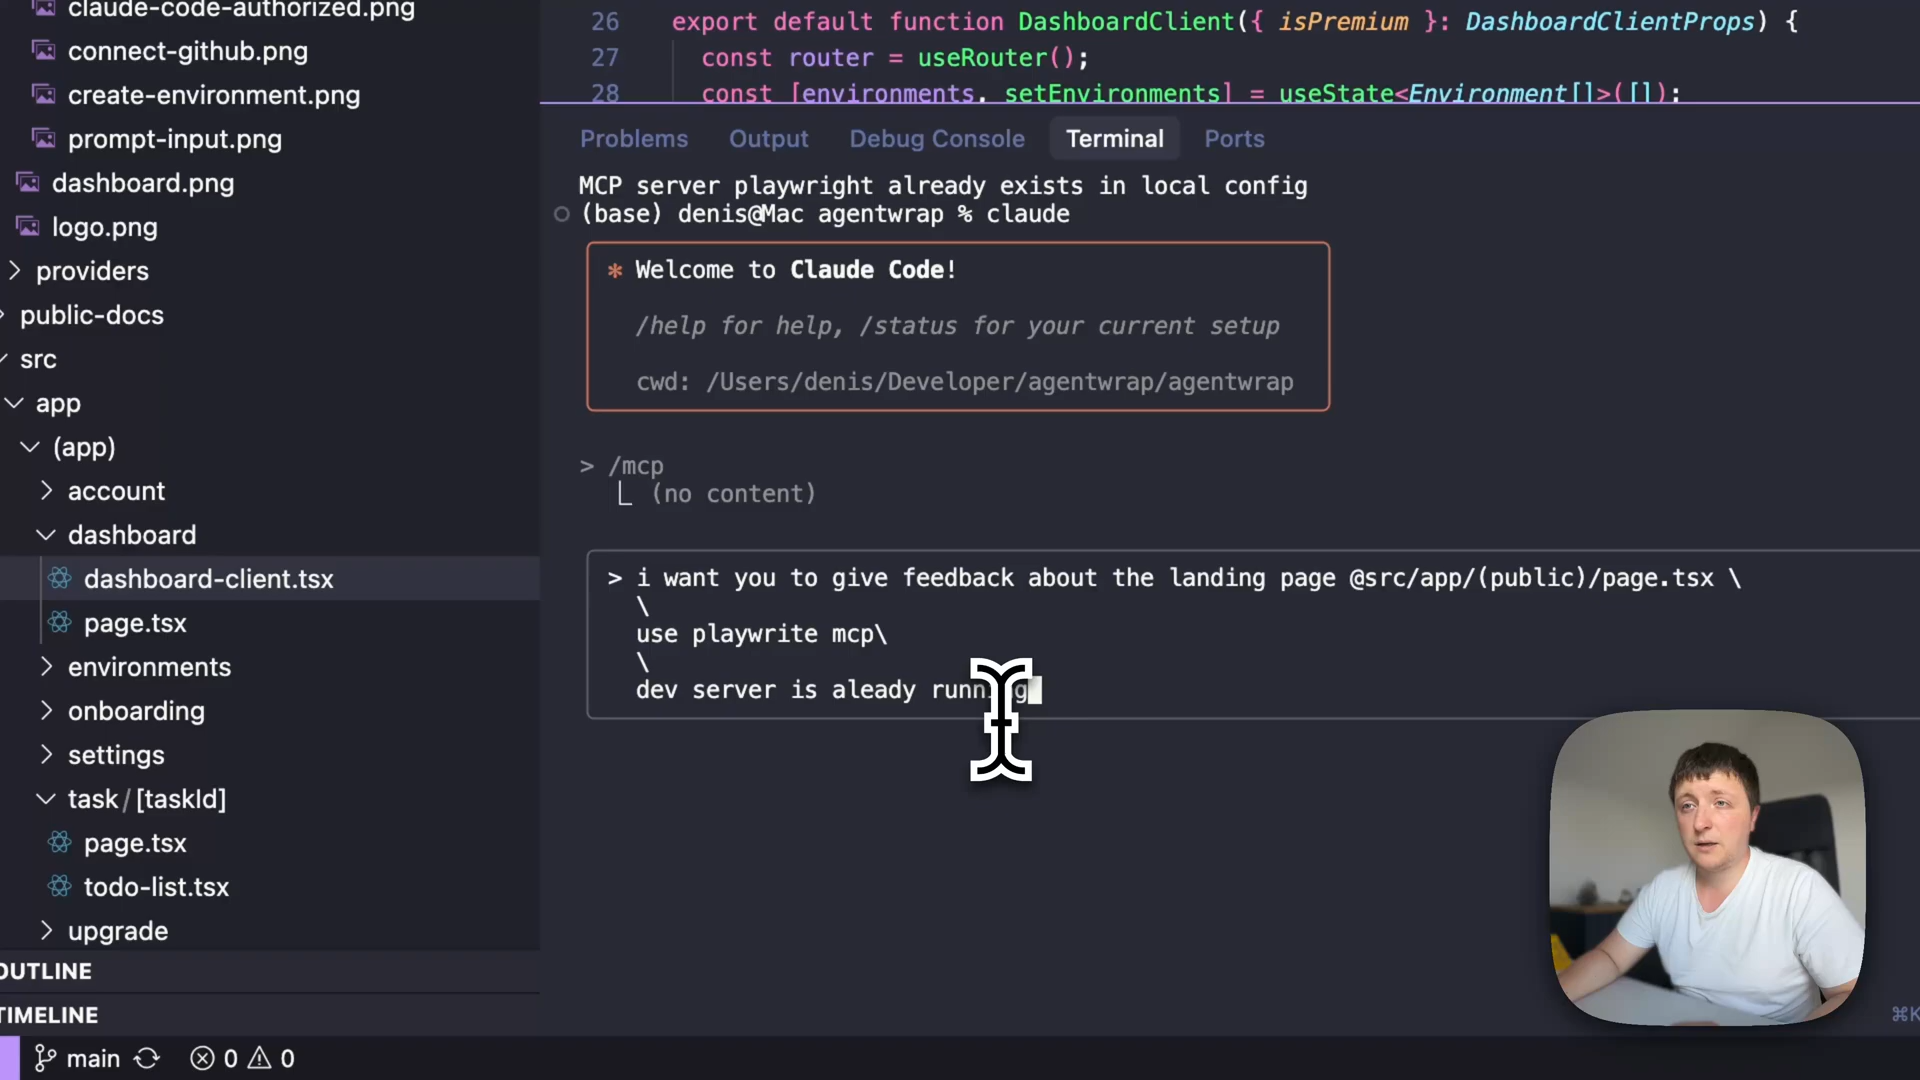 claude-code-authorized.png
connect-github.png
create-environment.png
prompt-input.png
dashboard.png
logo.png
providers
public-docs
src
app
(app)
account
dashboard
dashboard-client.tsx
page.tsx
environments
onboarding
settings
task/[taskId]
page.tsx
todo-list.tsx
upgrade
OUTLINE
TIMELINE
main 0 0
26 export default function DashboardClient({ isPremium }: DashboardClientProps) {
27 const router = useRouter();
28 const [environments, setEnvironments] = useState<Environment[]>([]);
Problems Output Debug Console Terminal Ports
MCP server playwright already exists in local config
(base) denis@Mac agentwrap % claude
* Welcome to Claude Code!
/help for help, /status for your current setup
cwd: /Users/denis/Developer/agentwrap/agentwrap
> /mcp
⎿ (no content)
> i want you to give feedback about the landing page @src/app/(public)/page.tsx \
\
use playwrite mcp\
\
dev server is aleady running
⌘K